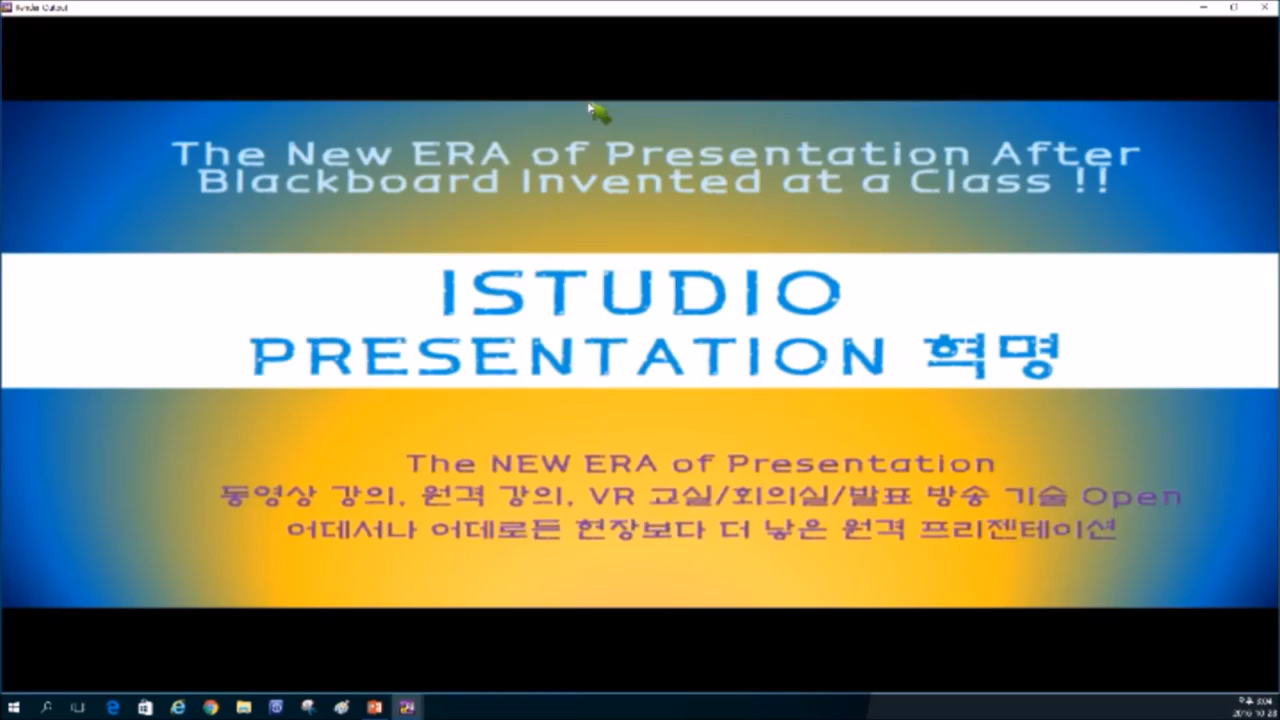 Render Output
The New ERA of Presentation After
Blackboard Invented at a Class !!
ISTUDIO
PRESENTATION 혁명
The NEW ERA of Presentation
동영상 강의, 원격 강의, VR 교실/회의실/발표 방송 기술 Open
어데서나 어데로든 현장보다 더 낳은 원격 프리젠테이션